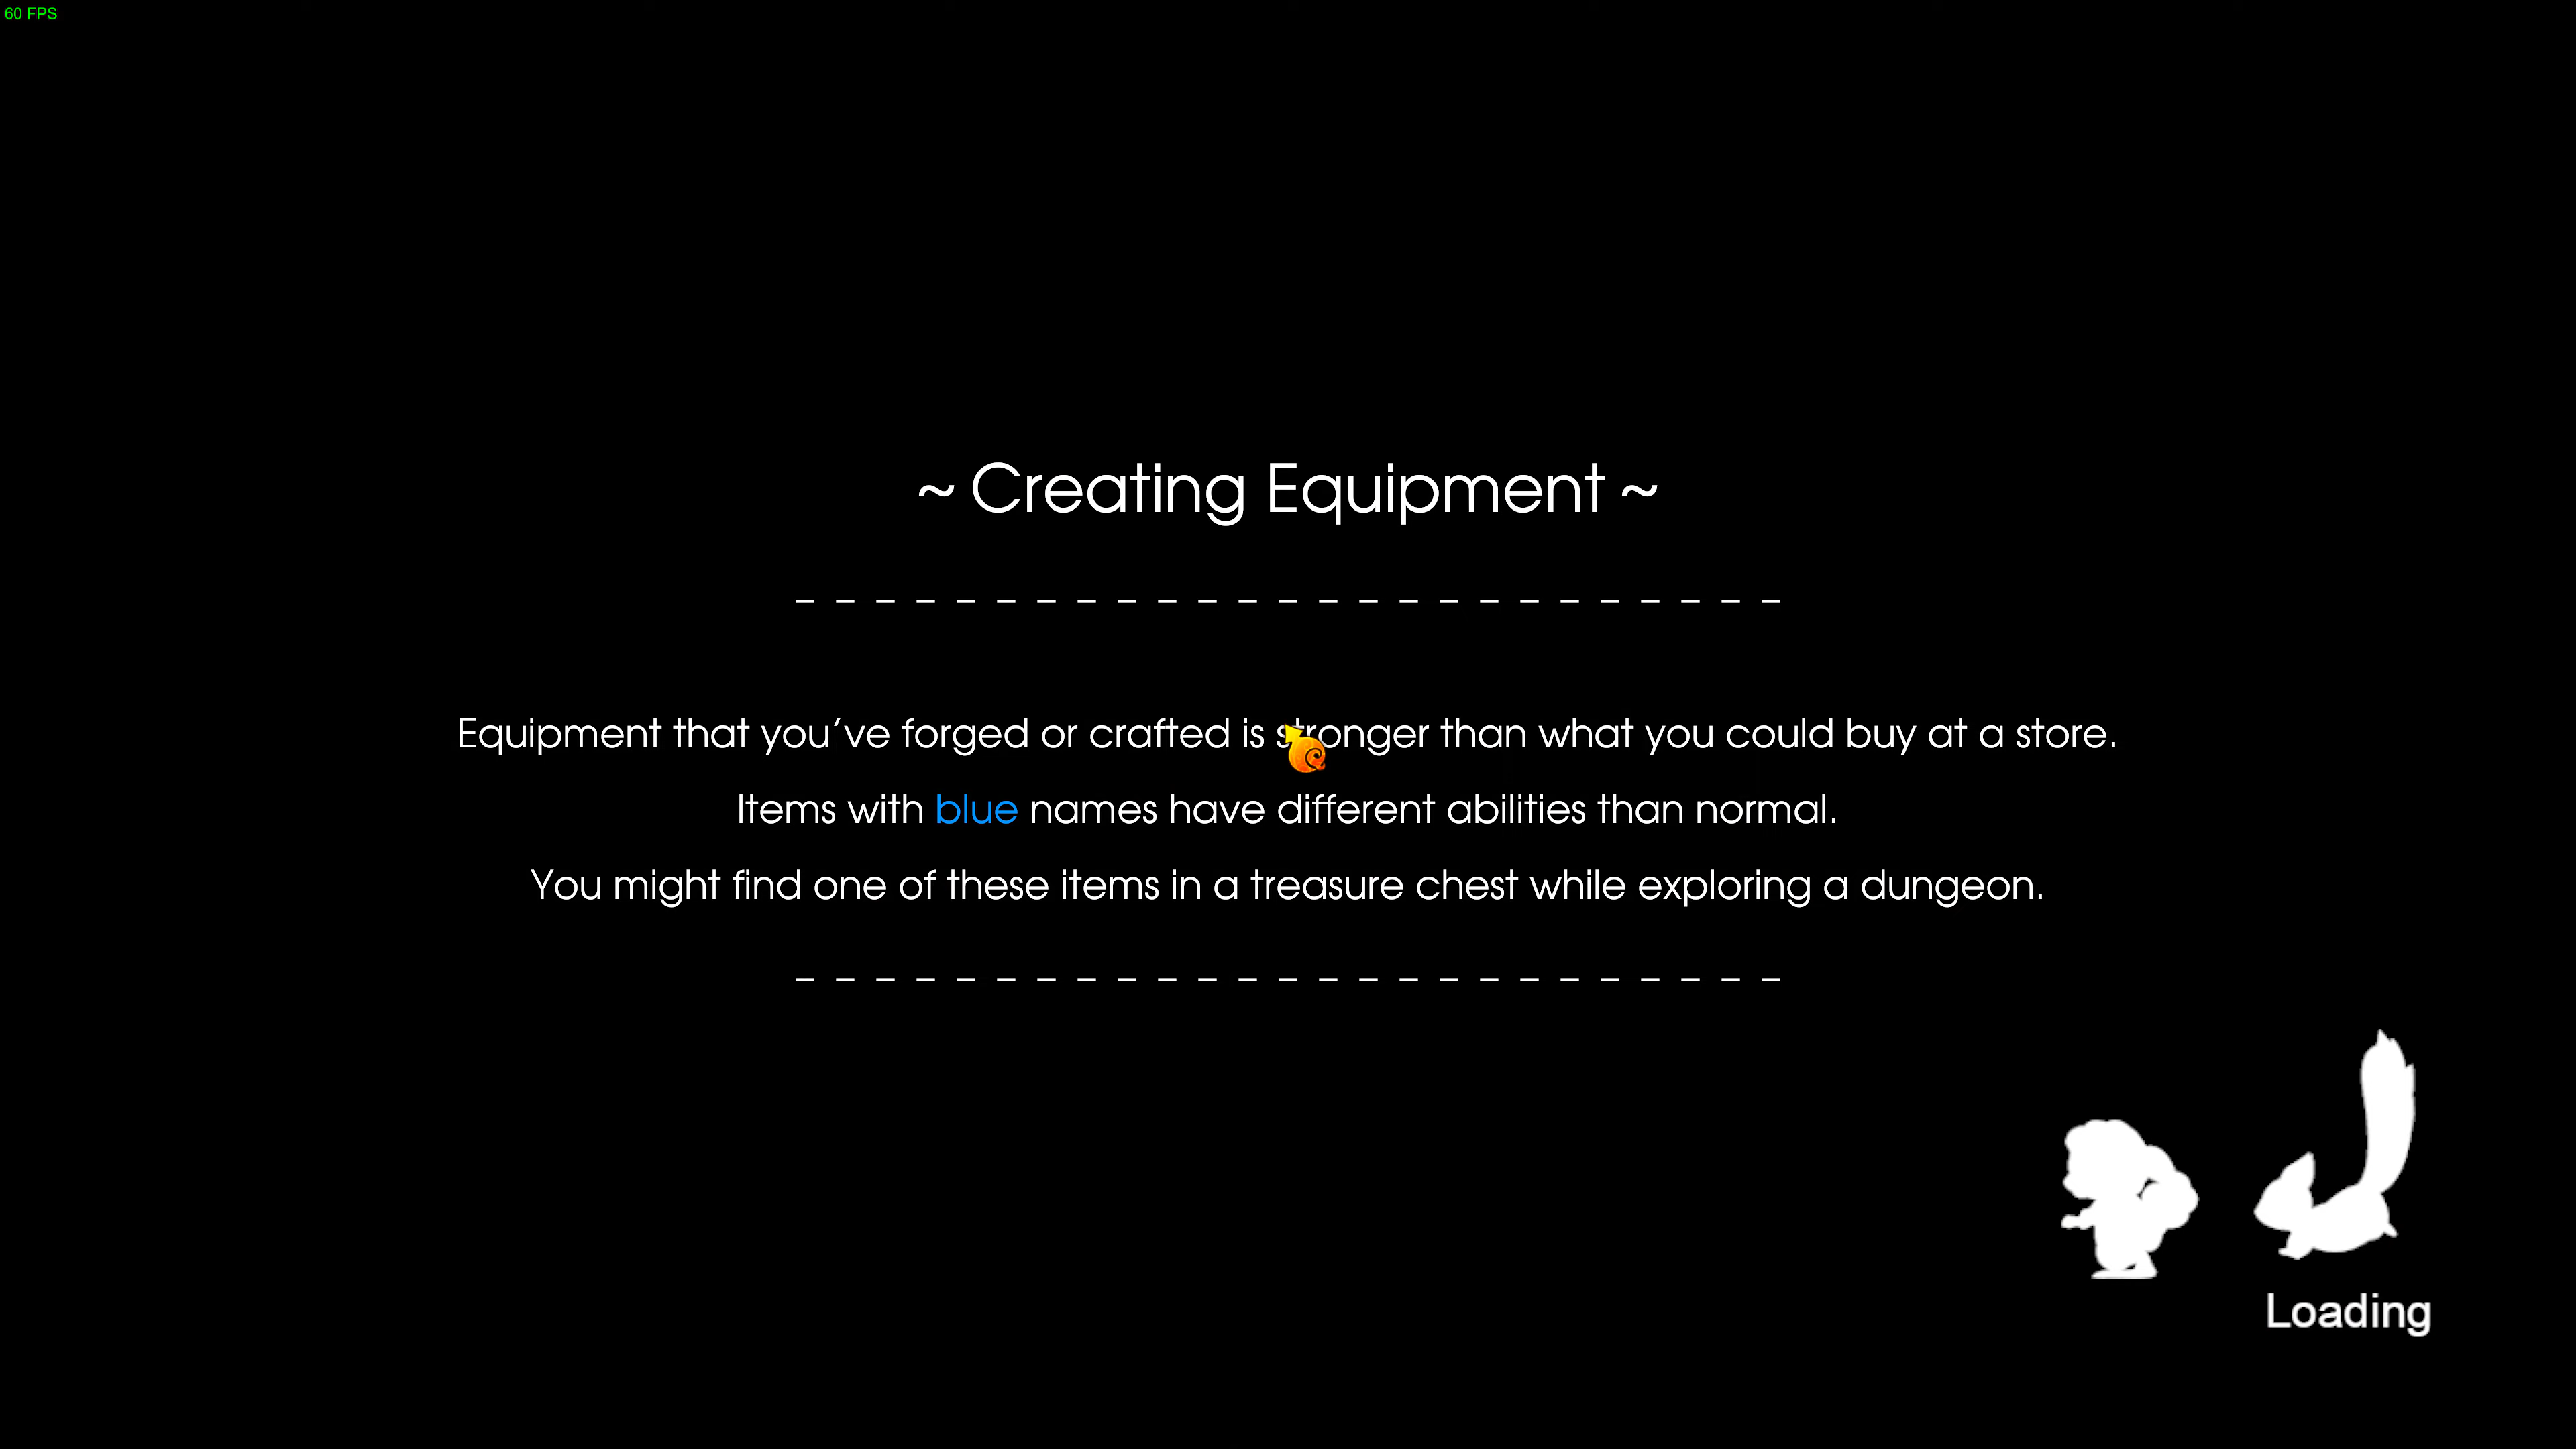 60 FPS
~ Creating Equipment ~
– – – – – – – – – – – – – – – – – – – – – – – – –
Equipment that you've forged or crafted is stronger than what you could buy at a store.
Items with blue names have different abilities than normal.
You might find one of these items in a treasure chest while exploring a dungeon.
– – – – – – – – – – – – – – – – – – – – – – – – –
Loading